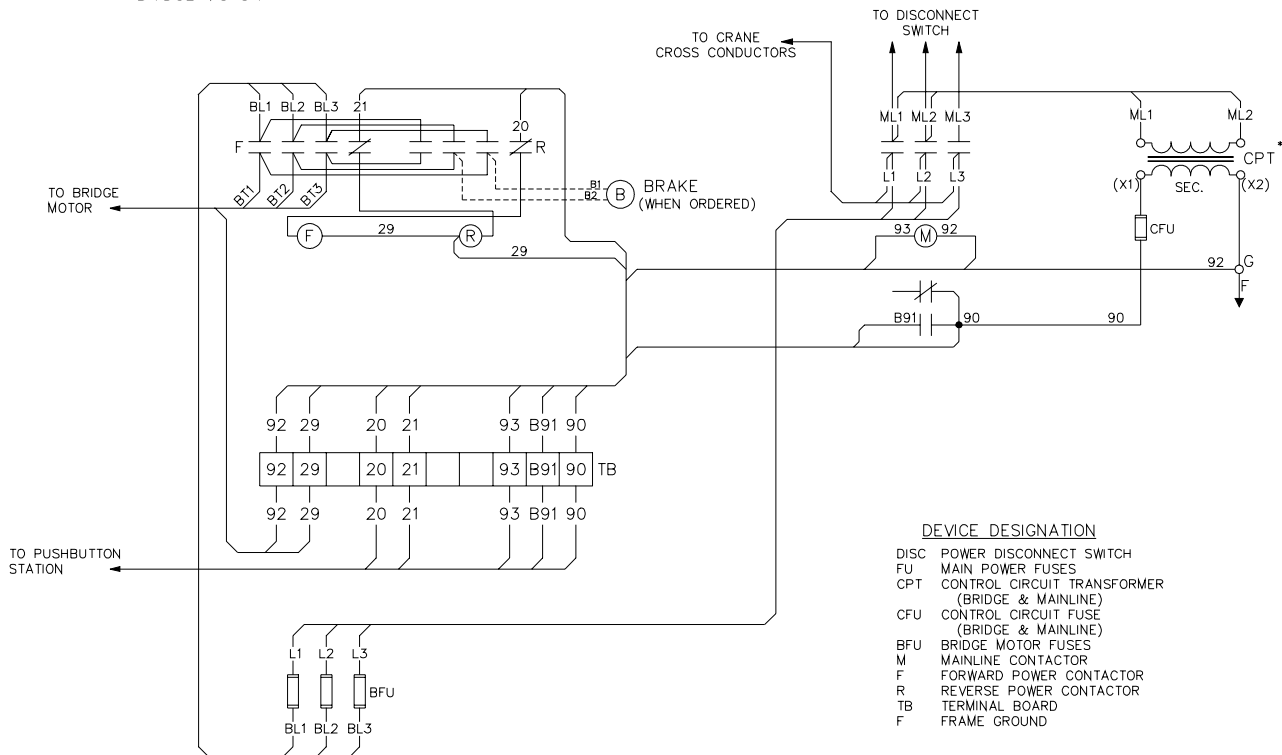 TO DISCONNECT
SWITCH
TO CRANE
CROSS CONDUCTORS
BL1 BL2 BL3 21
20
ML1 ML2 ML3
ML1 ML2
F
R
CPT*
L1 L2 L3
(X1) SEC. (X2)
BT1 BT2 BT3
B1
B2
B
BRAKE
(WHEN ORDERED)
TO BRIDGE
MOTOR
CFU
F 29 R
93 M 92
29
92 G
F
B91 90 90
92 29 20 21 93 B91 90
92 29 20 21 93 B91 90 TB
92 29 20 21 93 B91 90
TO PUSHBUTTON
STATION
L1 L2 L3
BFU
BL1 BL2 BL3
DEVICE DESIGNATION
DISC POWER DISCONNECT SWITCH
FU MAIN POWER FUSES
CPT CONTROL CIRCUIT TRANSFORMER
(BRIDGE & MAINLINE)
CFU CONTROL CIRCUIT FUSE
(BRIDGE & MAINLINE)
BFU BRIDGE MOTOR FUSES
M MAINLINE CONTACTOR
F FORWARD POWER CONTACTOR
R REVERSE POWER CONTACTOR
TB TERMINAL BOARD
F FRAME GROUND